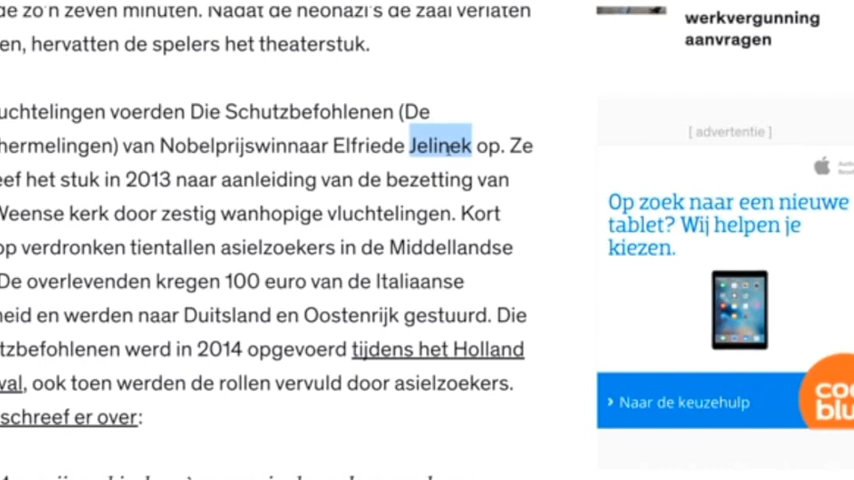 de zo'n zeven minuten. Nadat de neonazi's de zaal verlaten
en, hervatten de spelers het theaterstuk.
uchtelingen voerden Die Schutzbefohlenen (De
hermelingen) van Nobelprijswinnaar Elfriede Jelinek op. Ze
eef het stuk in 2013 naar aanleiding van de bezetting van
Weense kerk door zestig wanhopige vluchtelingen. Kort
op verdronken tientallen asielzoekers in de Middellandse
De overlevenden kregen 100 euro van de Italiaanse
heid en werden naar Duitsland en Oostenrijk gestuurd. Die
tzbefohlenen werd in 2014 opgevoerd tijdens het Holland
val, ook toen werden de rollen vervuld door asielzoekers.
schreef er over:
werkvergunning
aanvragen
[ advertentie ]
Op zoek naar een nieuwe
tablet? Wij helpen je
kiezen.
› Naar de keuzehulp
coo
blu